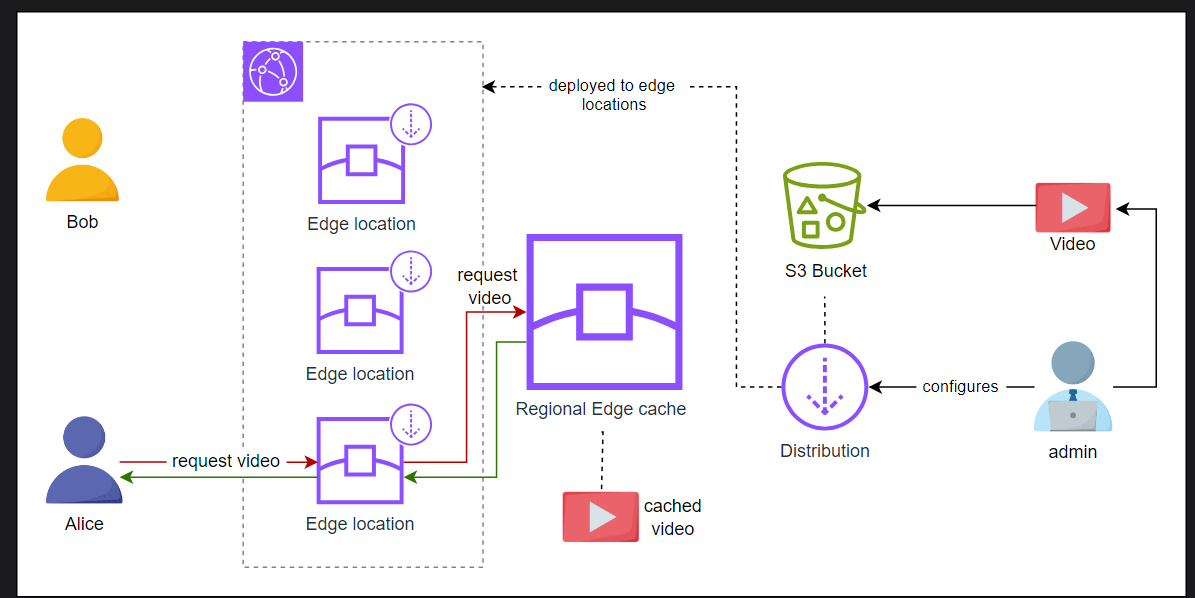 deployed to edge
locations
Bob
Edge location
S3 Bucket
Video
request
video
Edge location
Regional Edge cache
configures
Distribution
admin
request video
cached
video
Alice
Edge location